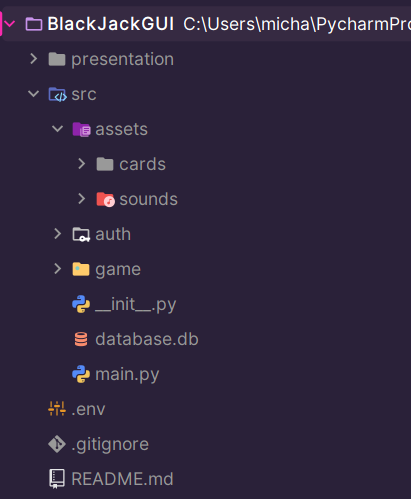 BlackJackGUI C:\Users\micha\PycharmPro
presentation
src
assets
cards
sounds
auth
game
__init__.py
database.db
main.py
.env
.gitignore
README.md